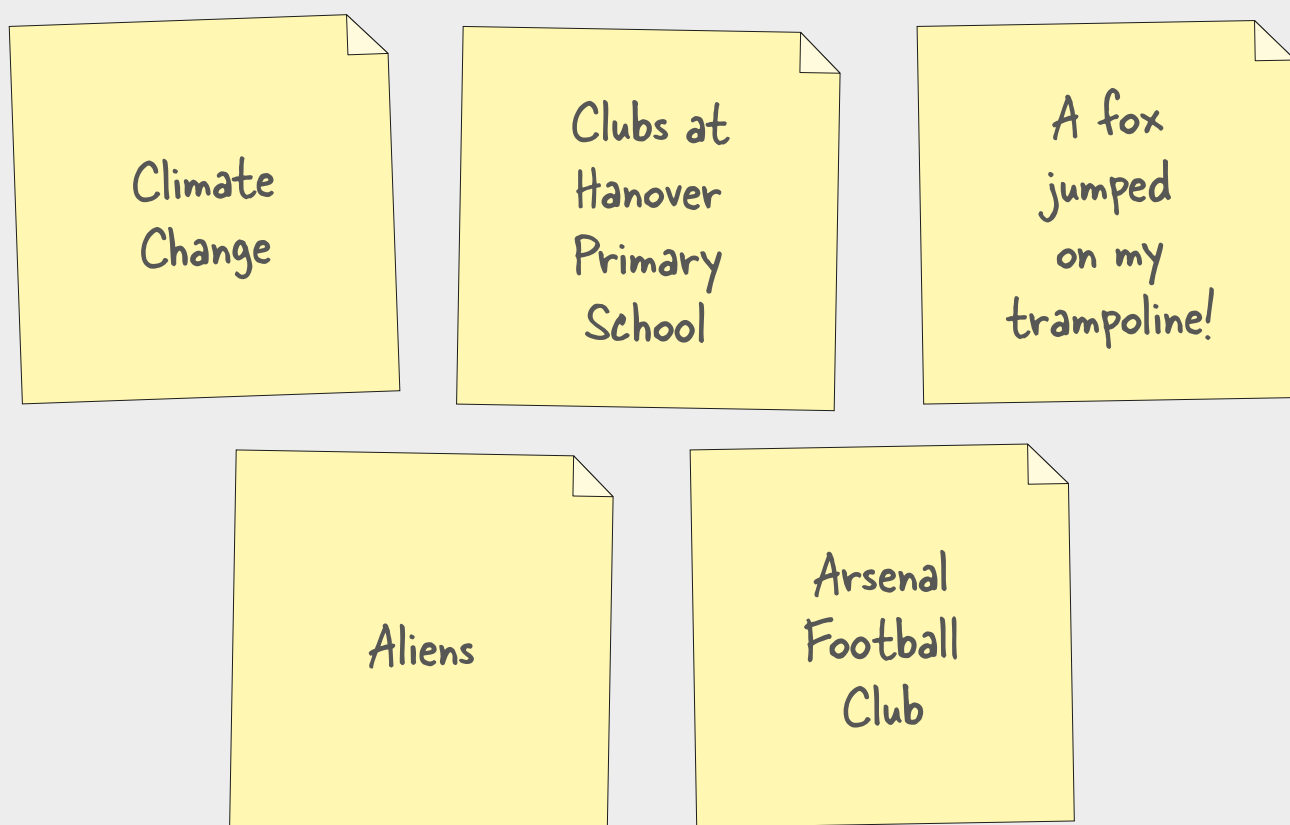 Climate
Change
Clubs at
Hanover
Primary
School
A fox
jumped
on my
trampoline!
Aliens
Arsenal
Football
Club